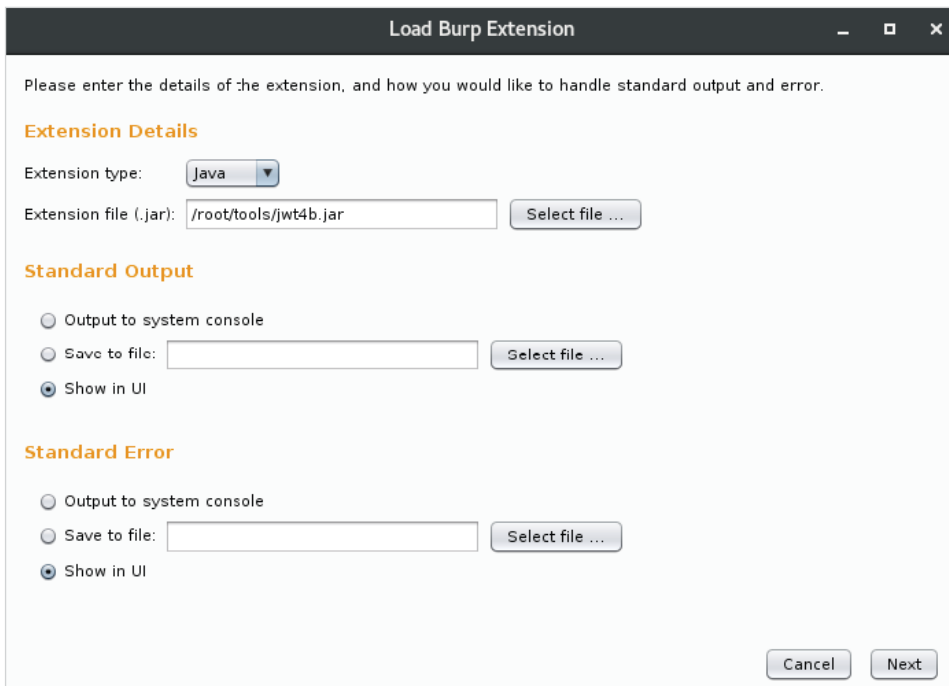 Load Burp Extension
Please enter the details of the extension, and how you would like to handle standard output and error.
Extension Details
Extension type: Java
Extension file (.jar): /root/tools/jwt4b.jar Select file ...
Standard Output
Output to system console
Save to file: Select file ...
Show in UI
Standard Error
Output to system console
Save to file: Select file ...
Show in UI
Cancel Next